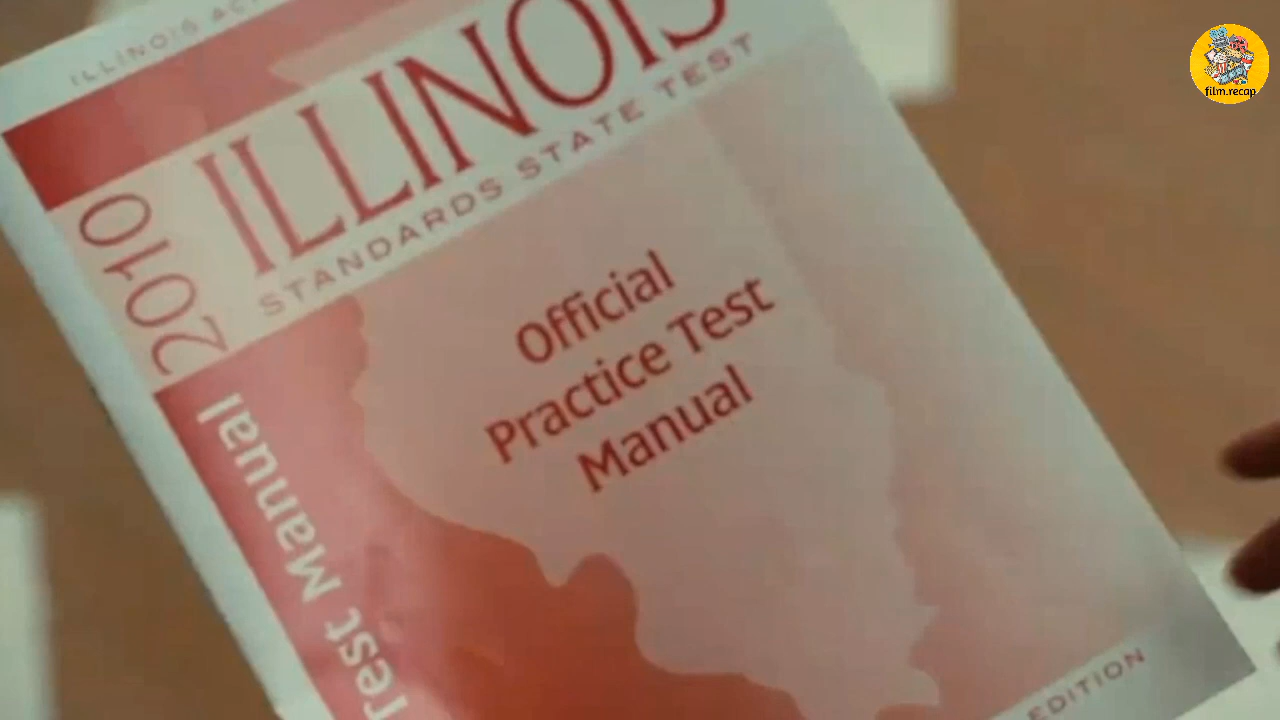 ILLINOIS
ILLINOIS
STANDARDS STATE TEST
2010
Official
Practice Test
Manual
Test Manual
EDITION
film.recap